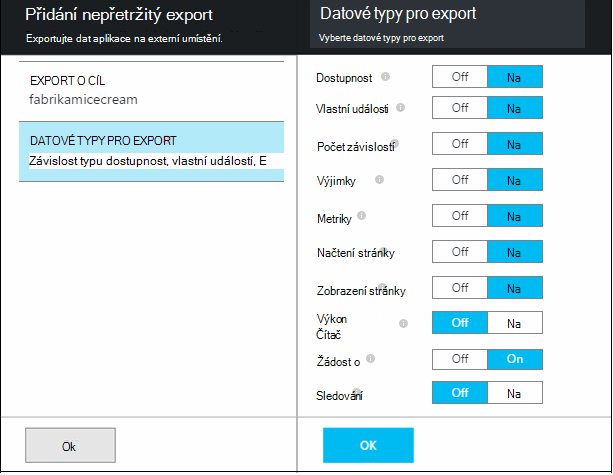 Přidání nepřetržitý export
Exportujte dat aplikace na externí umístění.
EXPORT O CÍL
fabrikamicecream
DATOVÉ TYPY PRO EXPORT
Závislost typu dostupnost, vlastní událostí, E
Ok
Datové typy pro export
Vyberte datové typy pro export
Dostupnost Off Na
Vlastní události Off Na
Počet závislostí Off Na
Výjimky Off Na
Metriky Off Na
Načtení stránky Off Na
Zobrazení stránky Off Na
Výkon
Čítač Off Na
Žádost o Off On
Sledování Off Na
OK